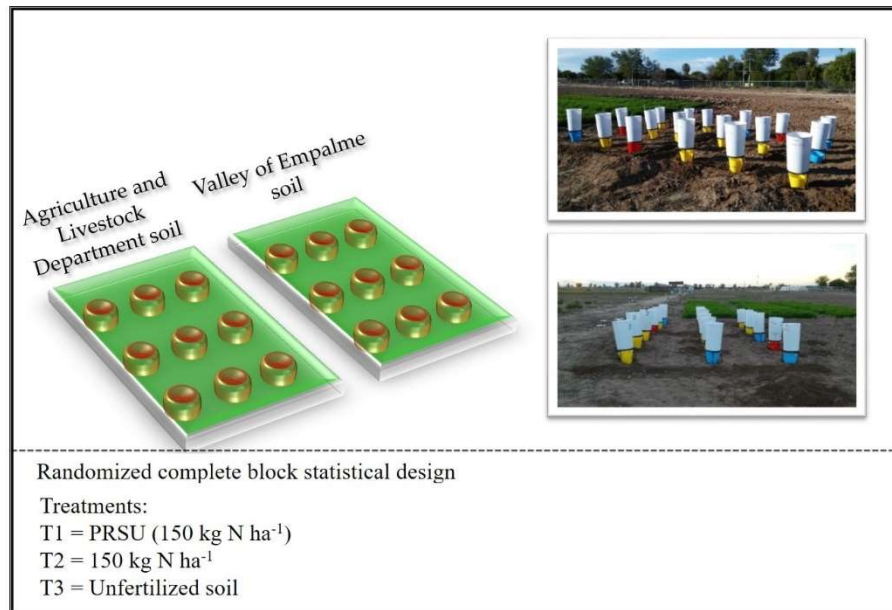 Agriculture and
Livestock
Department soil
Valley of Empalme
soil
Randomized complete block statistical design
Treatments:
T1 = PRSU (150 kg N ha⁻¹)
T2 = 150 kg N ha⁻¹
T3 = Unfertilized soil